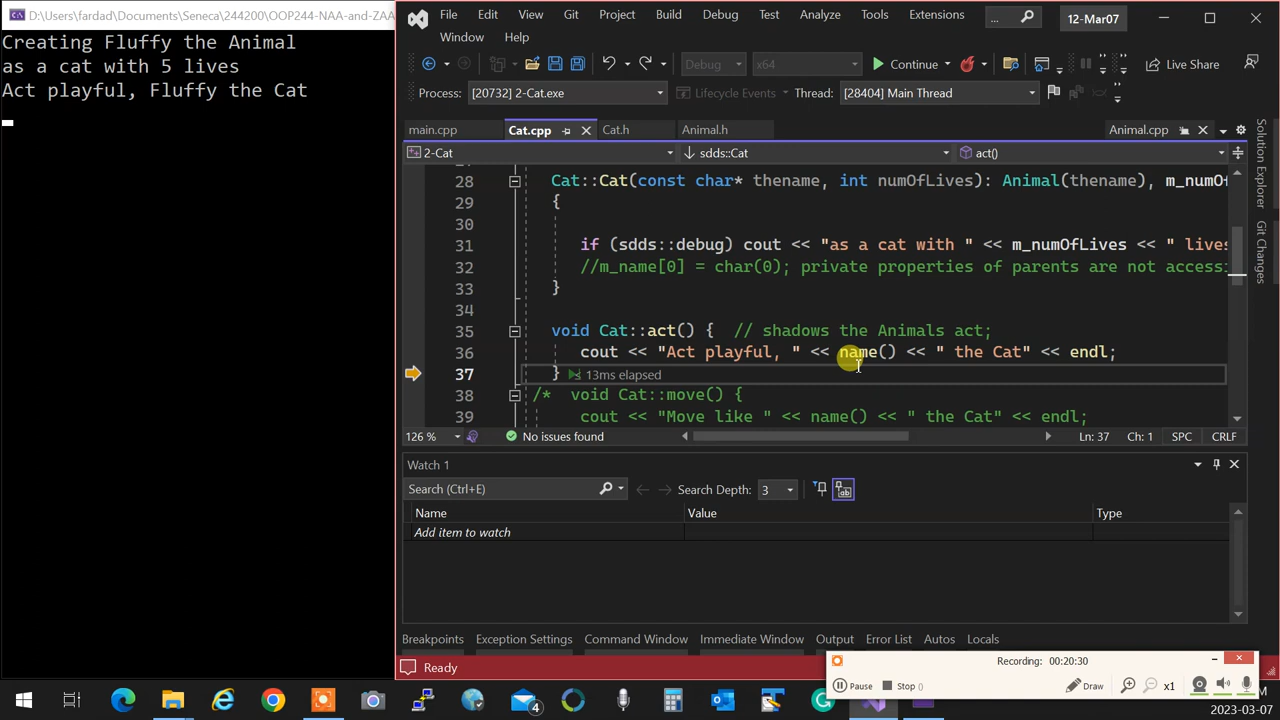 D:\Users\fardad\Documents\Seneca\244200\OOP244-NAA-and-ZAA
Creating Fluffy the Animal
as a cat with 5 lives
Act playful, Fluffy the Cat
File Edit View Git Project Build Debug Test Analyze Tools Extensions ... 12-Mar07
Window Help
Debug x64 Continue Live Share
Process: [20732] 2-Cat.exe Lifecycle Events Thread: [28404] Main Thread
main.cpp Cat.cpp Cat.h Animal.h Animal.cpp
2-Cat sdds::Cat act()
28 Cat::Cat(const char* thename, int numOfLives): Animal(thename), m_numOf
29 {
30
31 if (sdds::debug) cout << "as a cat with " << m_numOfLives << " lives
32 //m_name[0] = char(0); private properties of parents are not access
33 }
34
35 void Cat::act() { // shadows the Animals act;
36 cout << "Act playful, " << name() << " the Cat" << endl;
37 } 13ms elapsed
38 /* void Cat::move() {
39 cout << "Move like " << name() << " the Cat" << endl;
126 % No issues found Ln: 37 Ch: 1 SPC CRLF
Solution Explorer
Git Changes
Watch 1
Search (Ctrl+E) Search Depth: 3
Name Value Type
Add item to watch
Breakpoints Exception Settings Command Window Immediate Window Output Error List Autos Locals
Ready
Recording: 00:20:30
Pause Stop () Draw x1
4
2023-03-07